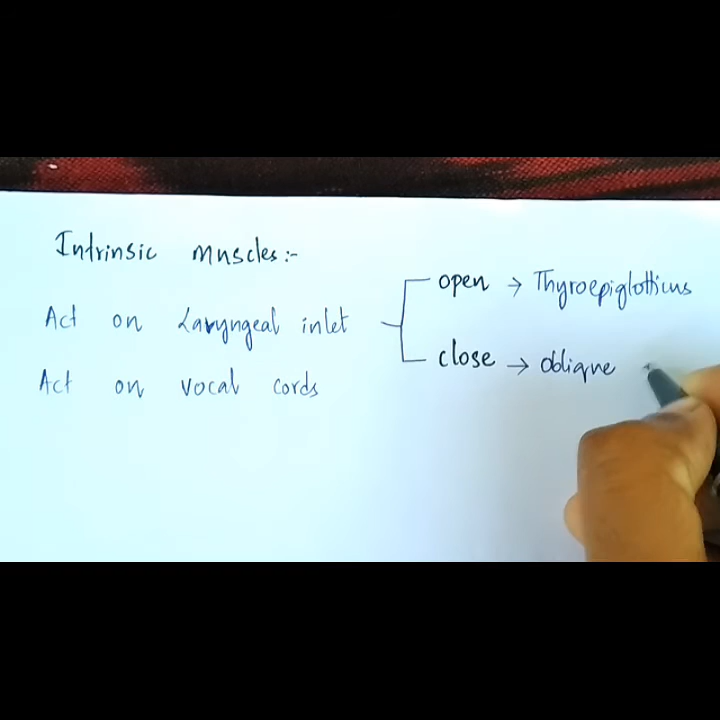 Intrinsic muscles:-
open → Thyroepiglotticus
Act on Laryngeal inlet
close → oblique
Act on vocal cords